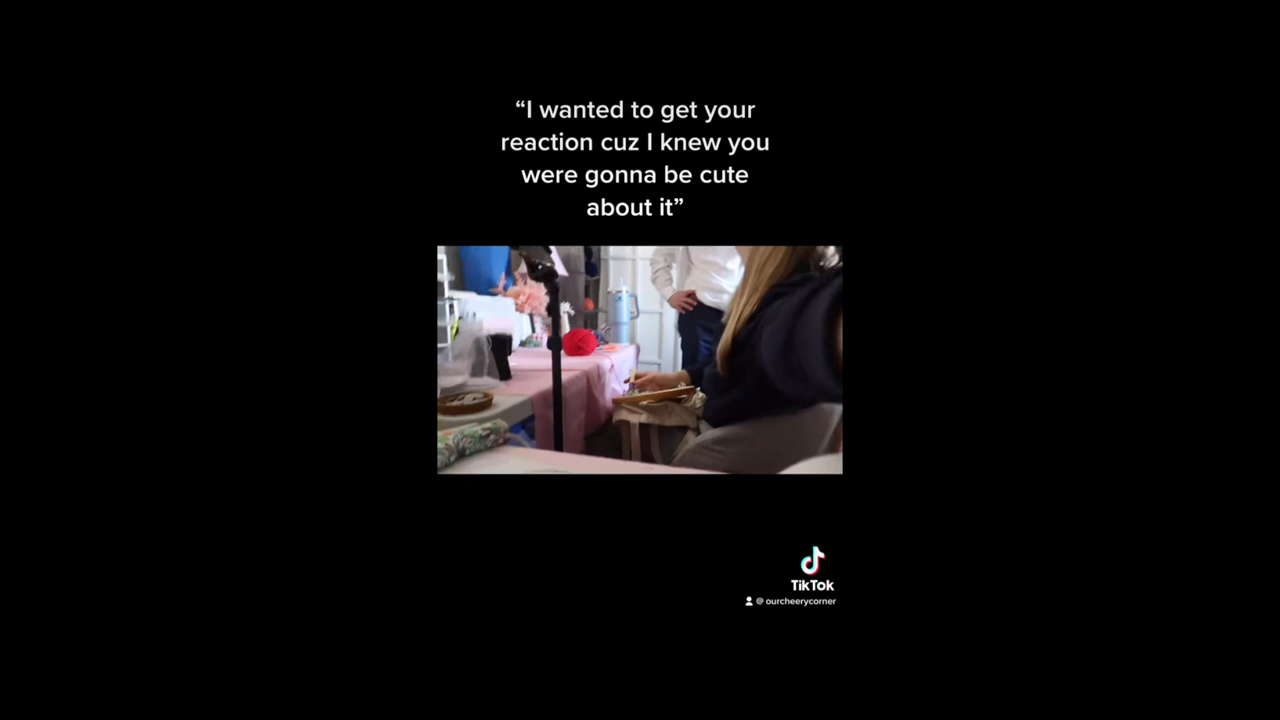 “I wanted to get your
reaction cuz I knew you
were gonna be cute
about it”
TikTok
@ ourcheerycorner